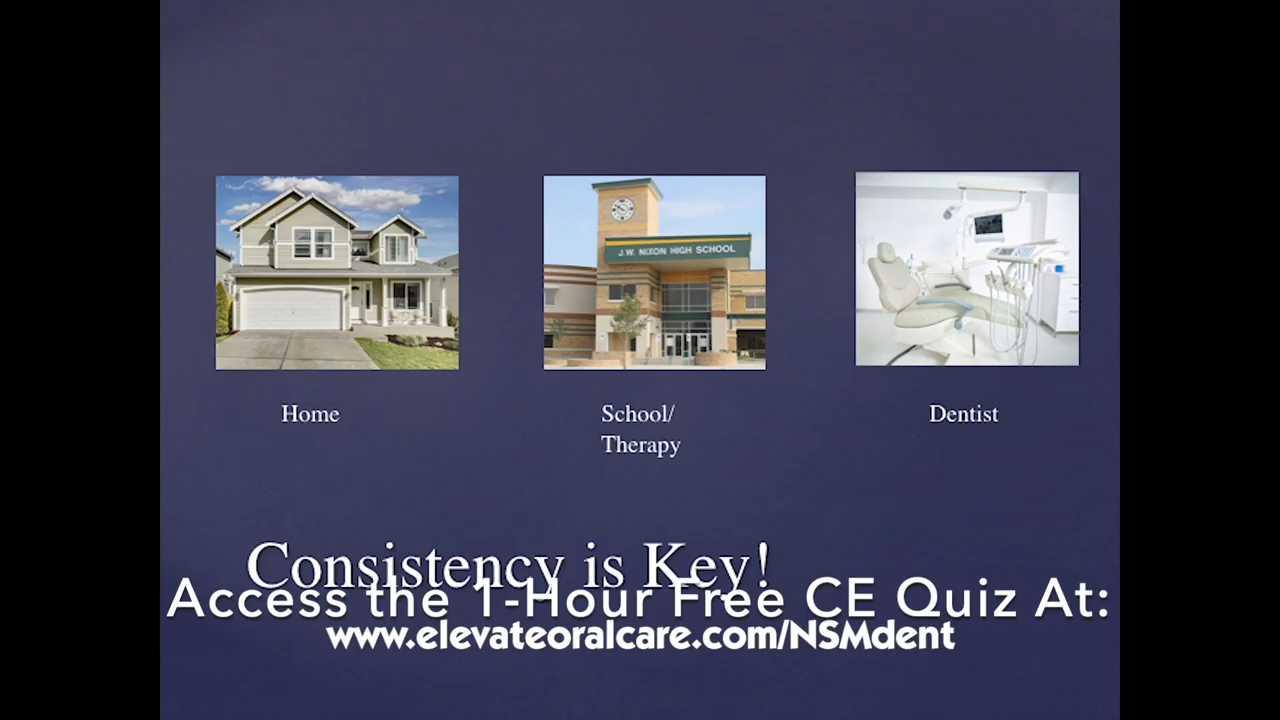 J.W. NIXON HIGH SCHOOL
Home
School/
Therapy
Dentist
Consistency is Key!
Access the 1-Hour Free CE Quiz At:
www.elevateoralcare.com/NSMdent